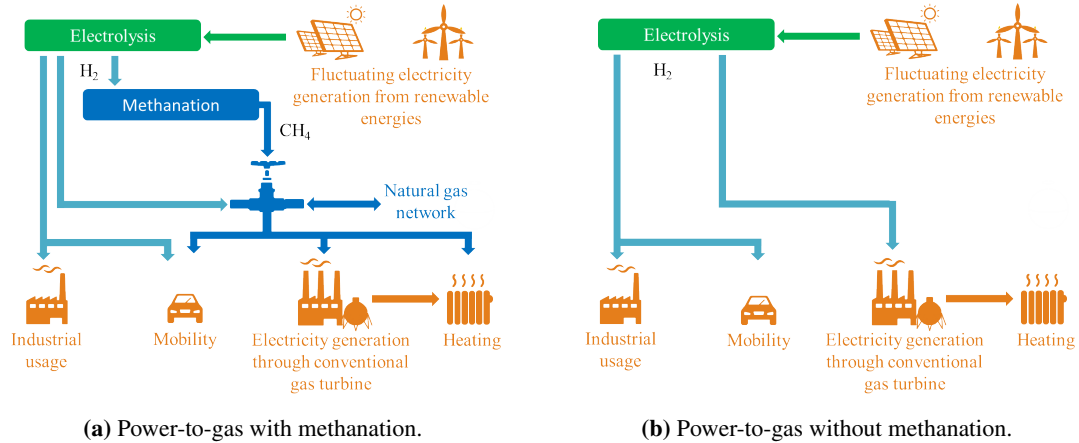 Electrolysis
H₂
Methanation
CH₄
Fluctuating electricity
generation from renewable
energies
Natural gas
network
Industrial
usage
Mobility
Electricity generation
through conventional
gas turbine
Heating
(a) Power-to-gas with methanation.
Electrolysis
H₂
Fluctuating electricity
generation from renewable
energies
Industrial
usage
Mobility
Electricity generation
through conventional
gas turbine
Heating
(b) Power-to-gas without methanation.